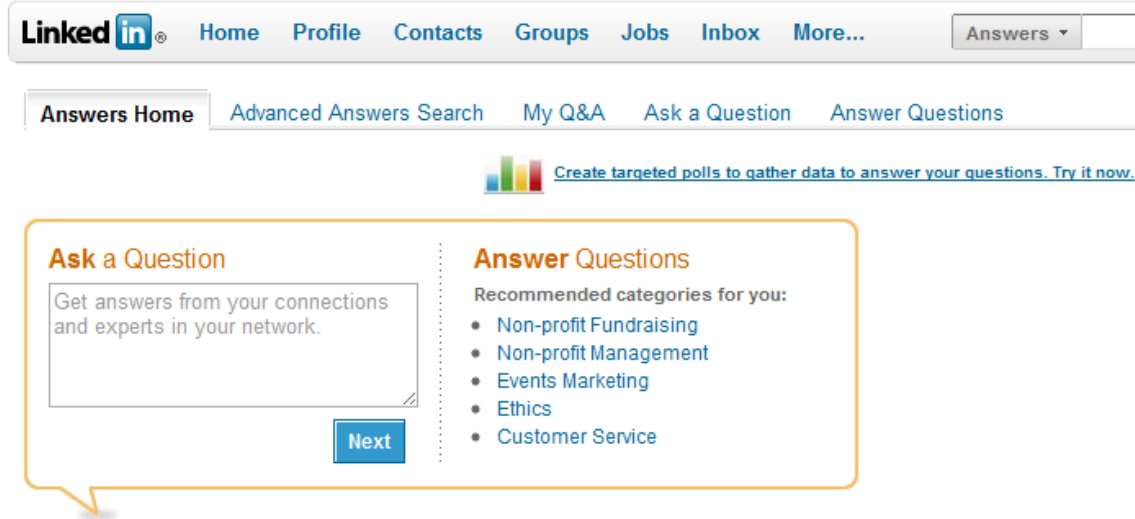 Linked in ® Home Profile Contacts Groups Jobs Inbox More... Answers
Answers Home Advanced Answers Search My Q&A Ask a Question Answer Questions
Create targeted polls to gather data to answer your questions. Try it now.
Ask a Question
Get answers from your connections
and experts in your network.
Next
Answer Questions
Recommended categories for you:
Non-profit Fundraising
Non-profit Management
Events Marketing
Ethics
Customer Service